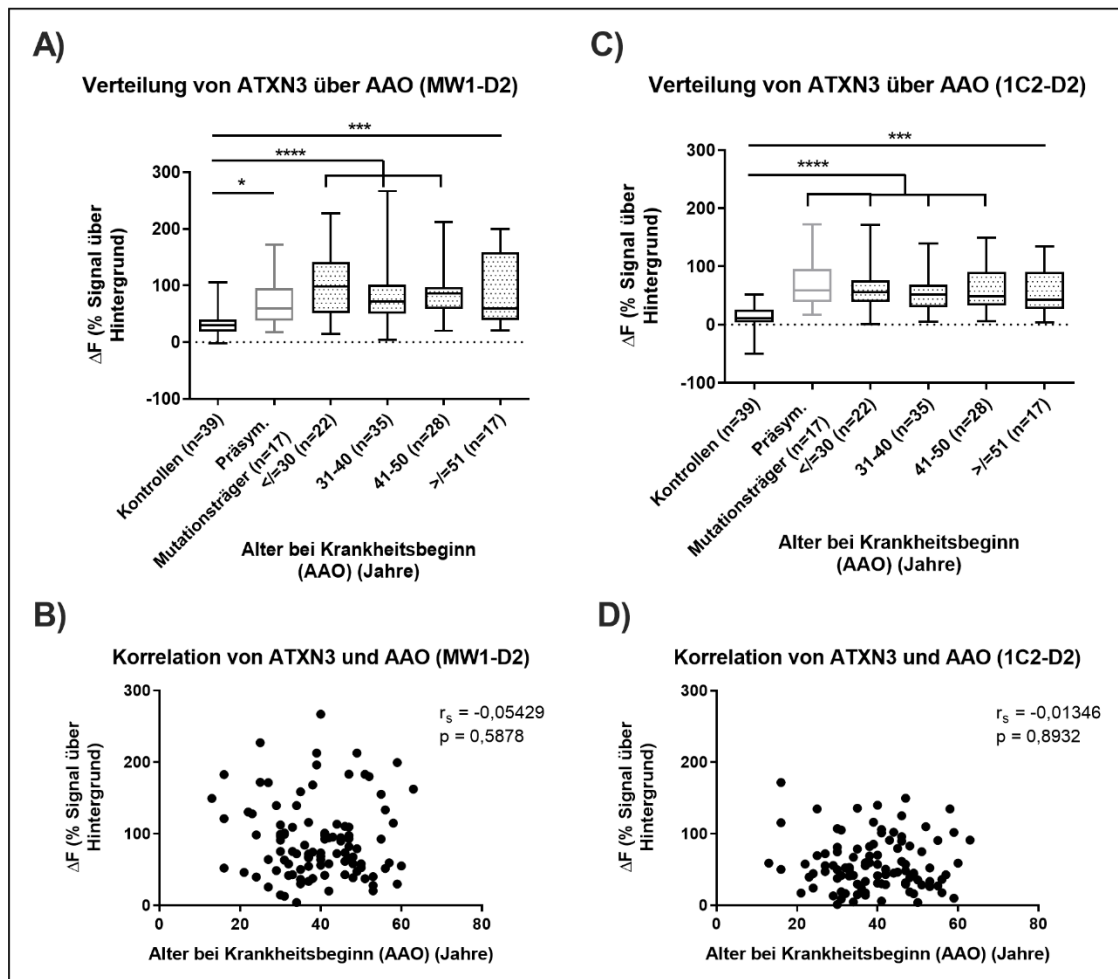 A)
Verteilung von ATXN3 über AAO (MW1-D2)
***
****
*
300
200
100
0
-100
ΔF (% Signal über
Hintergrund)
Kontrollen (n=39)
Präsym.
Mutationsträger (n=17)
</=30 (n=22)
31-40 (n=35)
41-50 (n=28)
>/=51 (n=17)
Alter bei Krankheitsbeginn
(AAO) (Jahre)
C)
Verteilung von ATXN3 über AAO (1C2-D2)
***
****
300
200
100
0
-100
ΔF (% Signal über
Hintergrund)
Kontrollen (n=39)
Präsym.
Mutationsträger (n=17)
</=30 (n=22)
31-40 (n=35)
41-50 (n=28)
>/=51 (n=17)
Alter bei Krankheitsbeginn
(AAO) (Jahre)
B)
Korrelation von ATXN3 und AAO (MW1-D2)
300
200
100
0
ΔF (% Signal über
Hintergrund)
rs = -0,05429
p = 0,5878
0 20 40 60 80
Alter bei Krankheitsbeginn (AAO) (Jahre)
D)
Korrelation von ATXN3 und AAO (1C2-D2)
300
200
100
0
ΔF (% Signal über
Hintergrund)
rs = -0,01346
p = 0,8932
0 20 40 60 80
Alter bei Krankheitsbeginn (AAO) (Jahre)